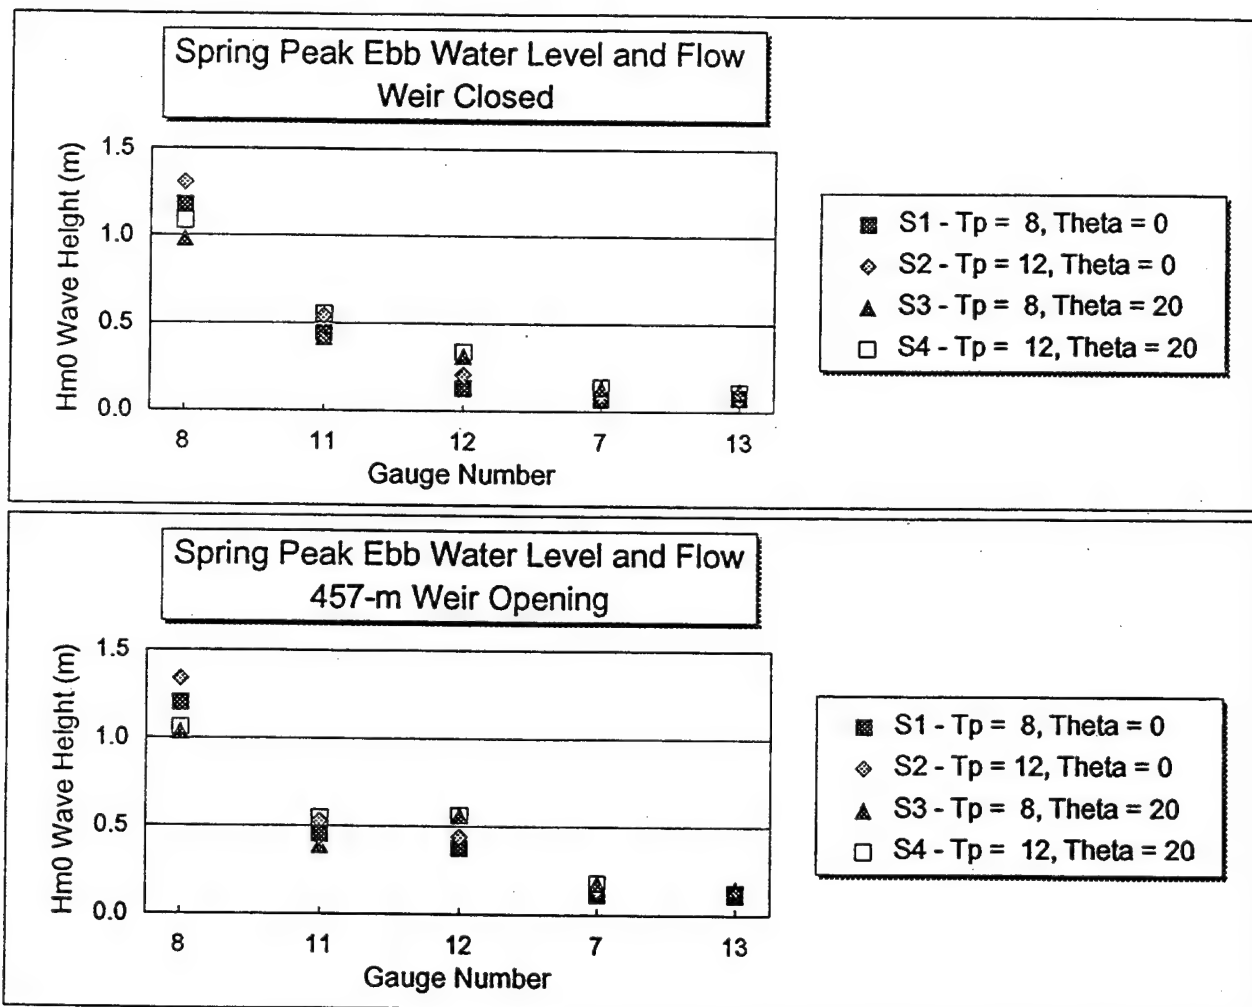 Spring Peak Ebb Water Level and Flow
Weir Closed
Hm0 Wave Height (m)
1.5
1.0
0.5
0.0
8 11 12 7 13
Gauge Number
S1 - Tp = 8, Theta = 0
S2 - Tp = 12, Theta = 0
S3 - Tp = 8, Theta = 20
S4 - Tp = 12, Theta = 20
Spring Peak Ebb Water Level and Flow
457-m Weir Opening
Hm0 Wave Height (m)
1.5
1.0
0.5
0.0
8 11 12 7 13
Gauge Number
S1 - Tp = 8, Theta = 0
S2 - Tp = 12, Theta = 0
S3 - Tp = 8, Theta = 20
S4 - Tp = 12, Theta = 20